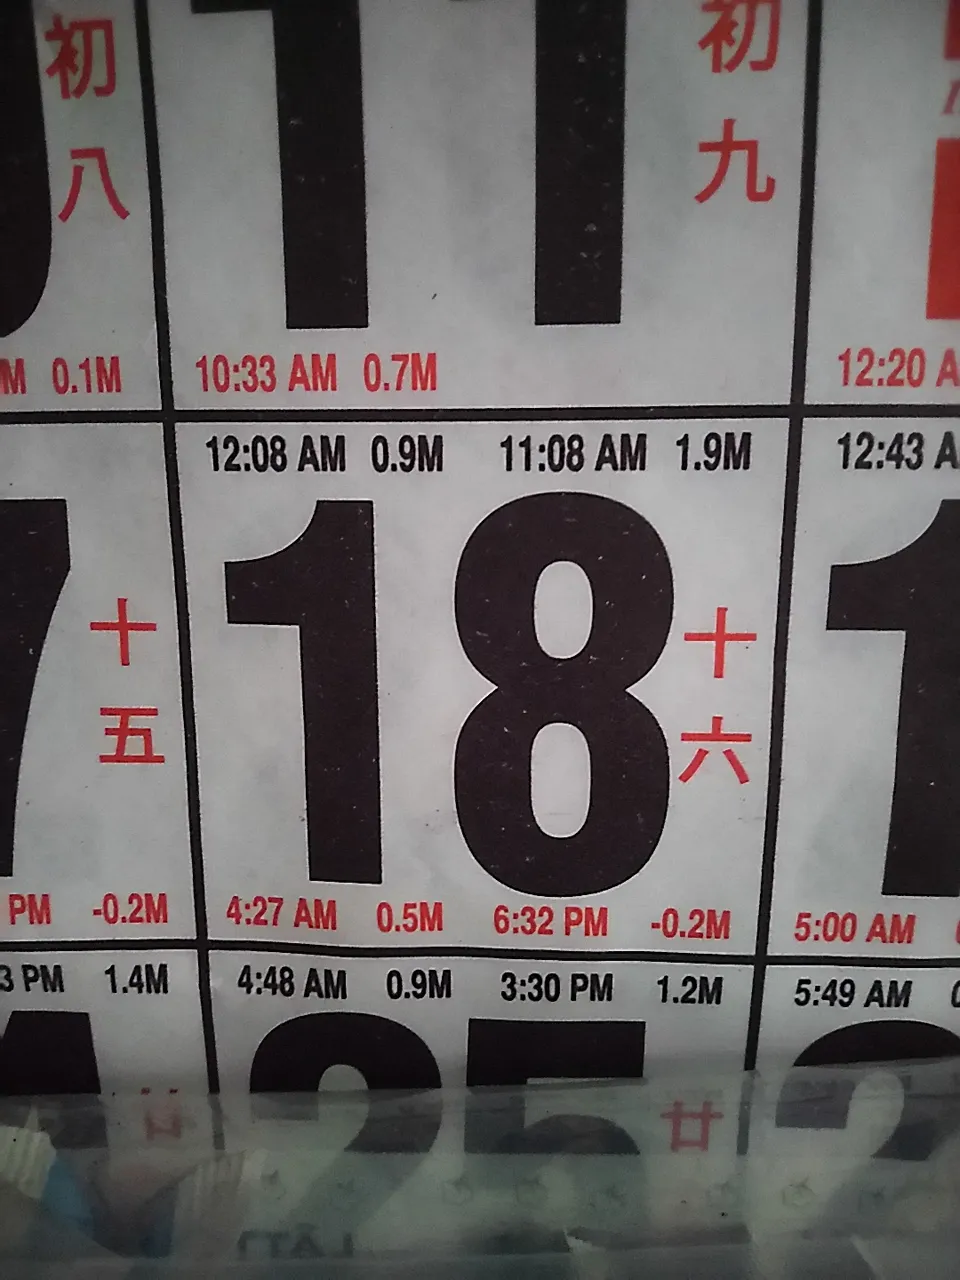 初八
11 初九
M 0.1M
10:33 AM 0.7M
12:20 A
12:08 AM 0.9M 11:08 AM 1.9M
12:43 A
十五
18 十六
PM -0.2M
4:27 AM 0.5M 6:32 PM -0.2M
5:00 AM
3 PM 1.4M
4:48 AM 0.9M 3:30 PM 1.2M
5:49 AM
25 廿